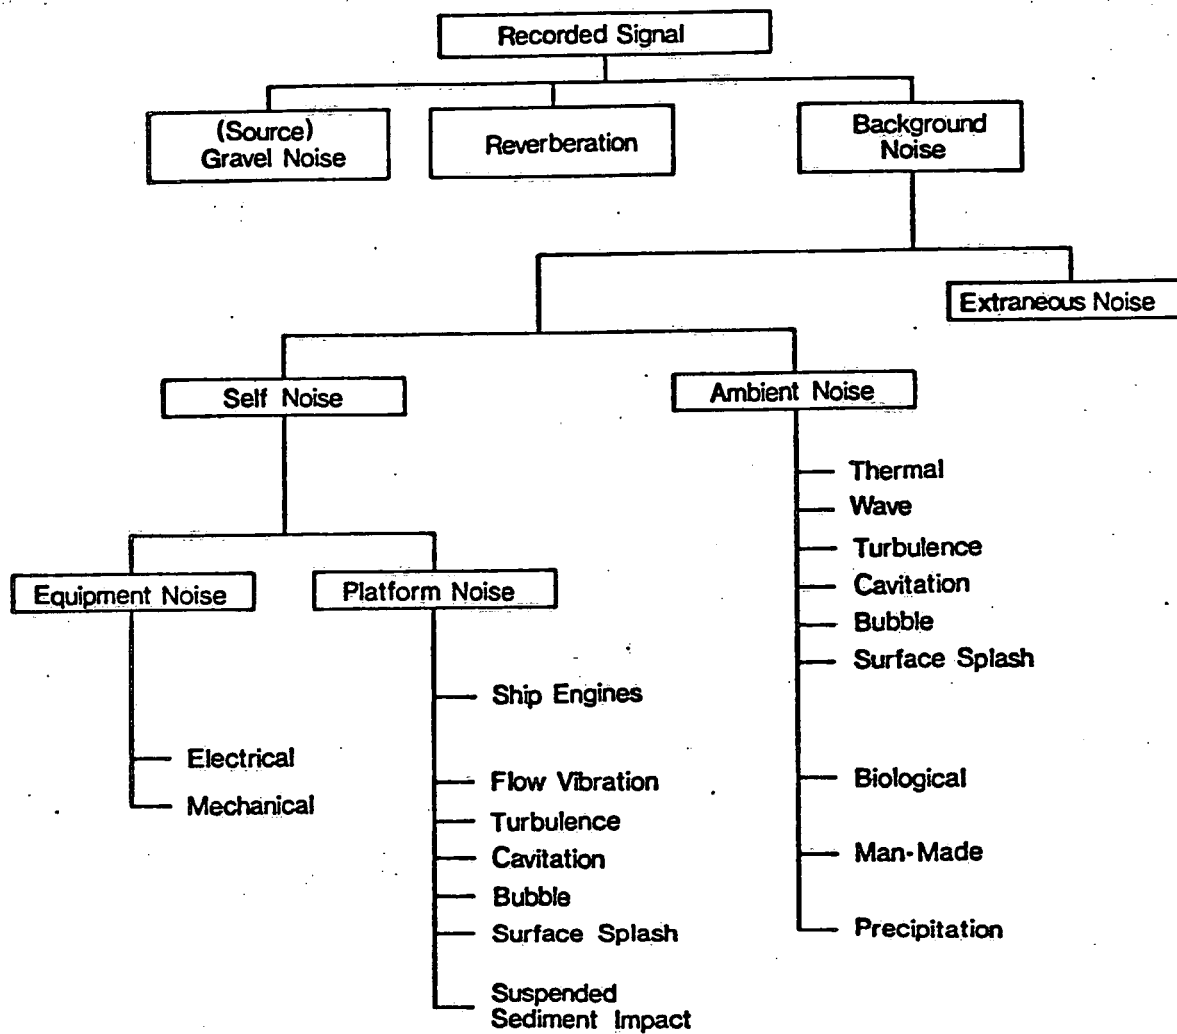 Recorded Signal
(Source)
Gravel Noise
Reverberation
Background
Noise
Extraneous Noise
Self Noise
Ambient Noise
Thermal
Wave
Turbulence
Cavitation
Bubble
Surface Splash
Biological
Man-Made
Precipitation
Equipment Noise
Platform Noise
Electrical
Mechanical
Ship Engines
Flow Vibration
Turbulence
Cavitation
Bubble
Surface Splash
Suspended
Sediment Impact